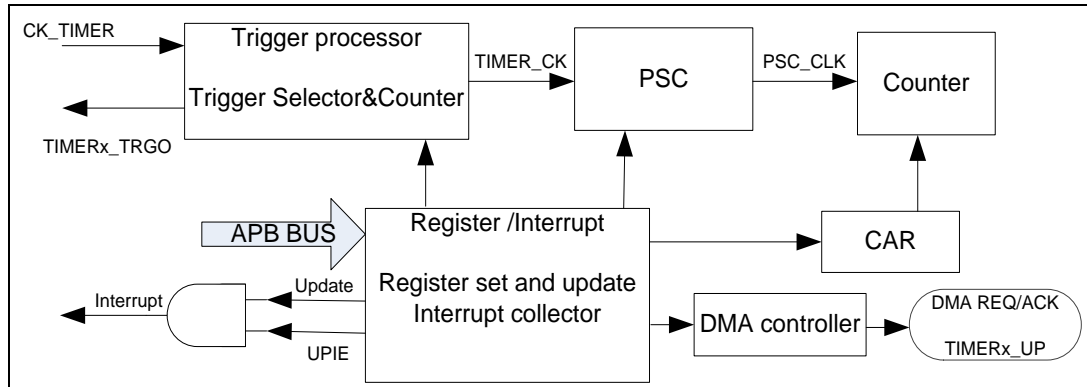 CK_TIMER
Trigger processor
Trigger Selector&Counter
TIMERx_TRGO
TIMER_CK
PSC
PSC_CLK
Counter
APB BUS
Register /Interrupt
Register set and update
Interrupt collector
CAR
Interrupt
Update
UPIE
DMA controller
DMA REQ/ACK
TIMERx_UP